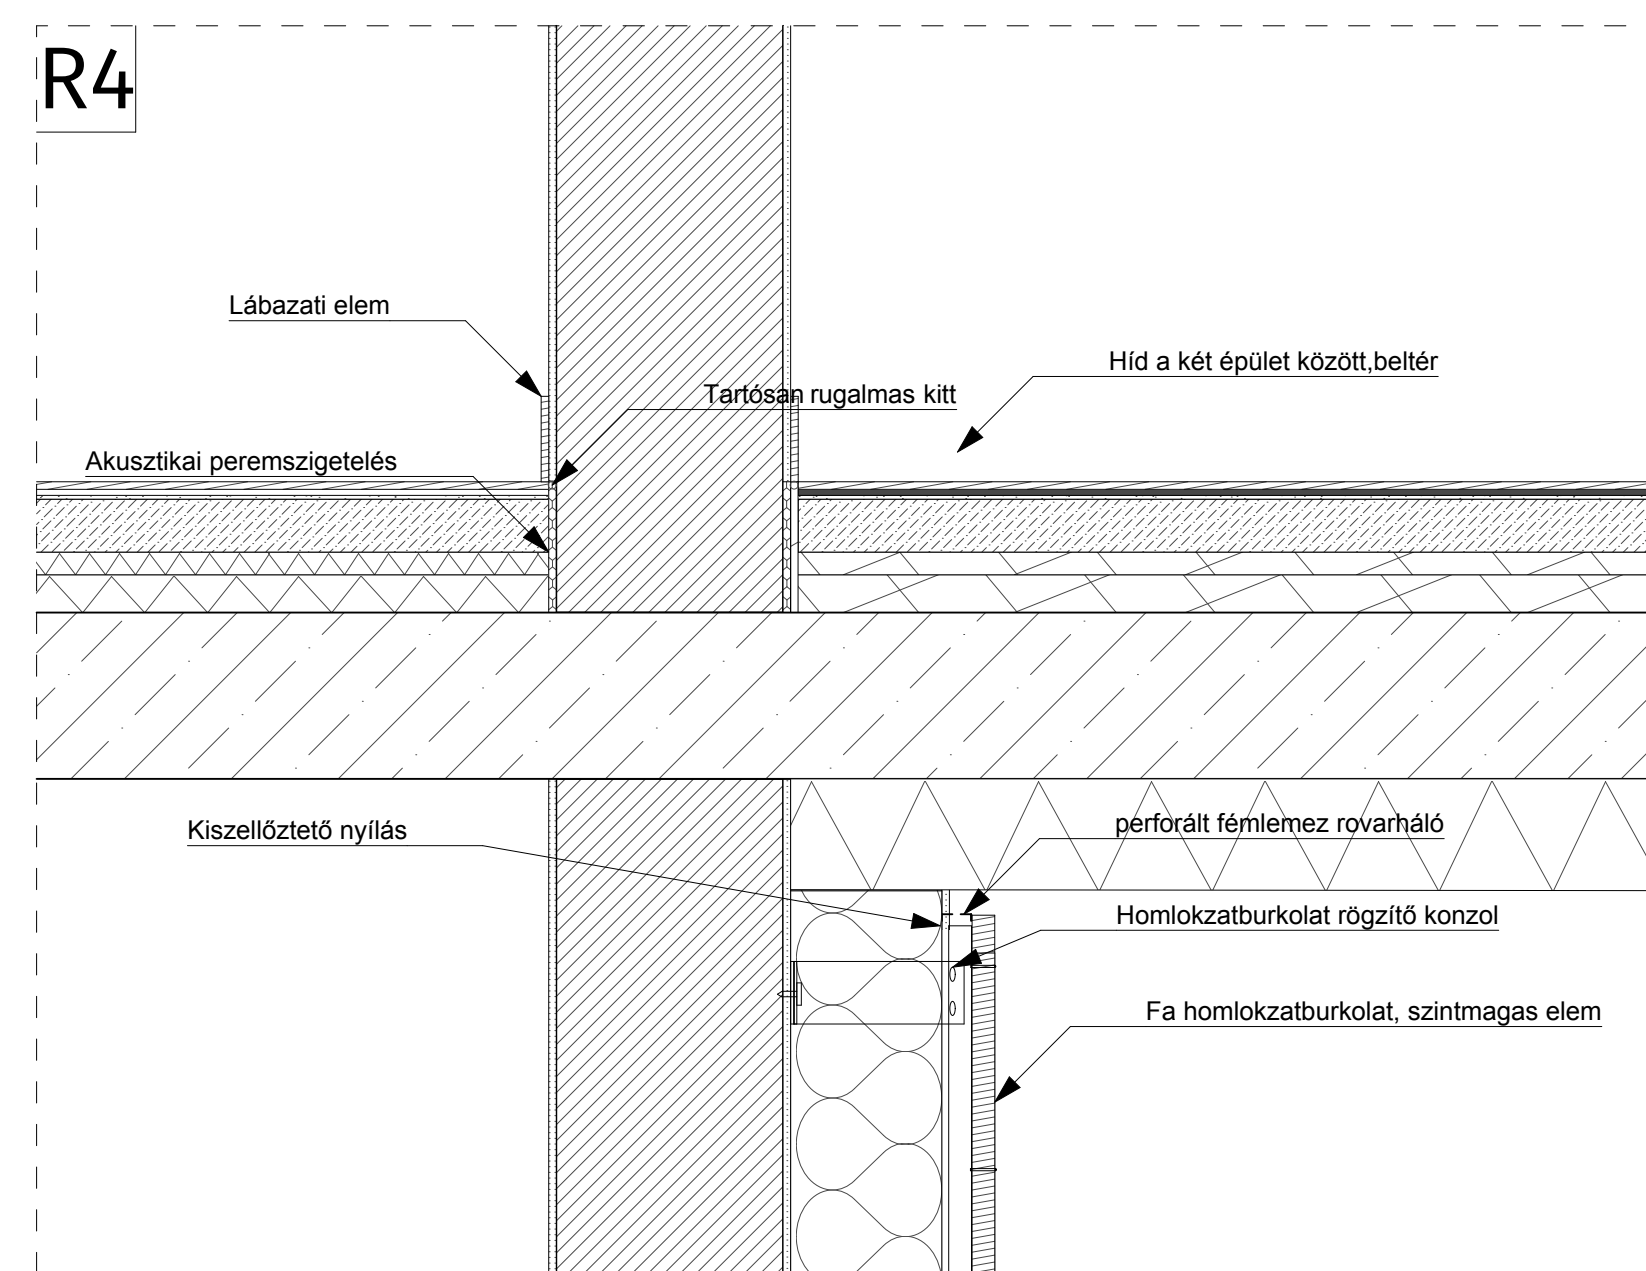 R4
Lábazati elem
Híd a két épület között,beltér
Tartósan rugalmas kitt
Akusztikai peremszigetelés
Kiszellőztető nyílás
perforált fémlemez rovarháló
Homlokzatburkolat rögzítő konzol
Fa homlokzatburkolat, szintmagas elem